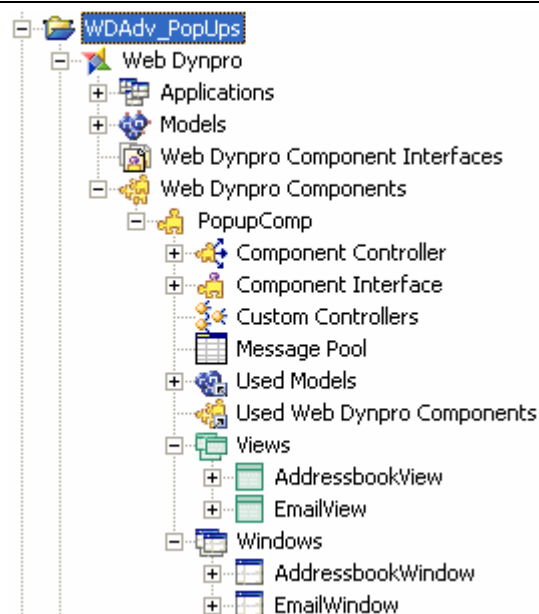 WDAdv_PopUps
Web Dynpro
Applications
Models
Web Dynpro Component Interfaces
Web Dynpro Components
PopupComp
Component Controller
Component Interface
Custom Controllers
Message Pool
Used Models
Used Web Dynpro Components
Views
AddressbookView
EmailView
Windows
AddressbookWindow
EmailWindow